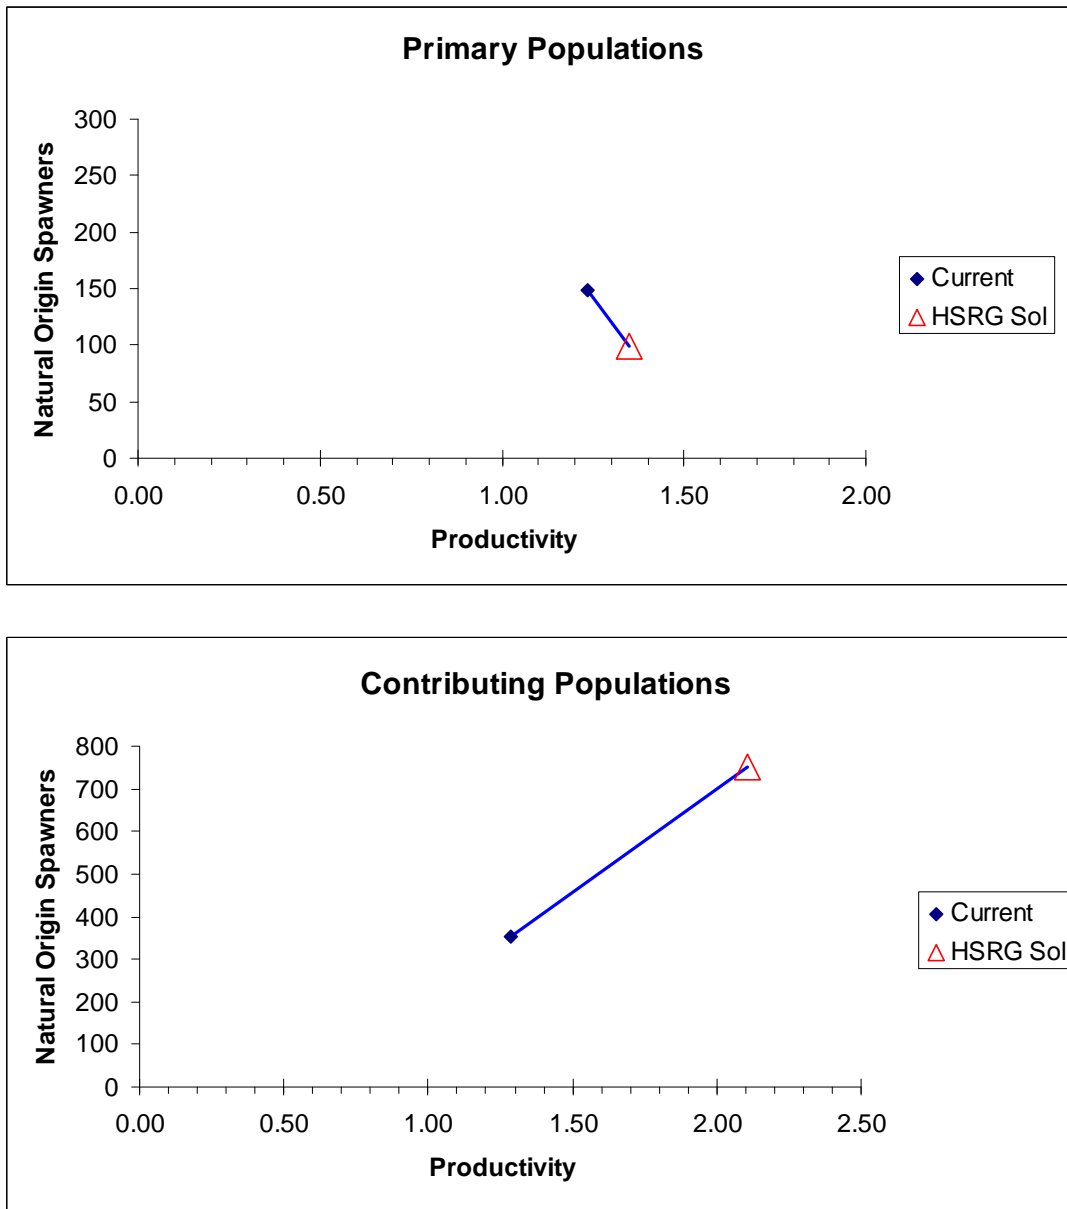 Primary Populations
300
250
200
150
100
50
0
Natural Origin Spawners
0.00 0.50 1.00 1.50 2.00
Productivity
Current
HSRG Sol
Contributing Populations
800
700
600
500
400
300
200
100
0
Natural Origin Spawners
0.00 0.50 1.00 1.50 2.00 2.50
Productivity
Current
HSRG Sol